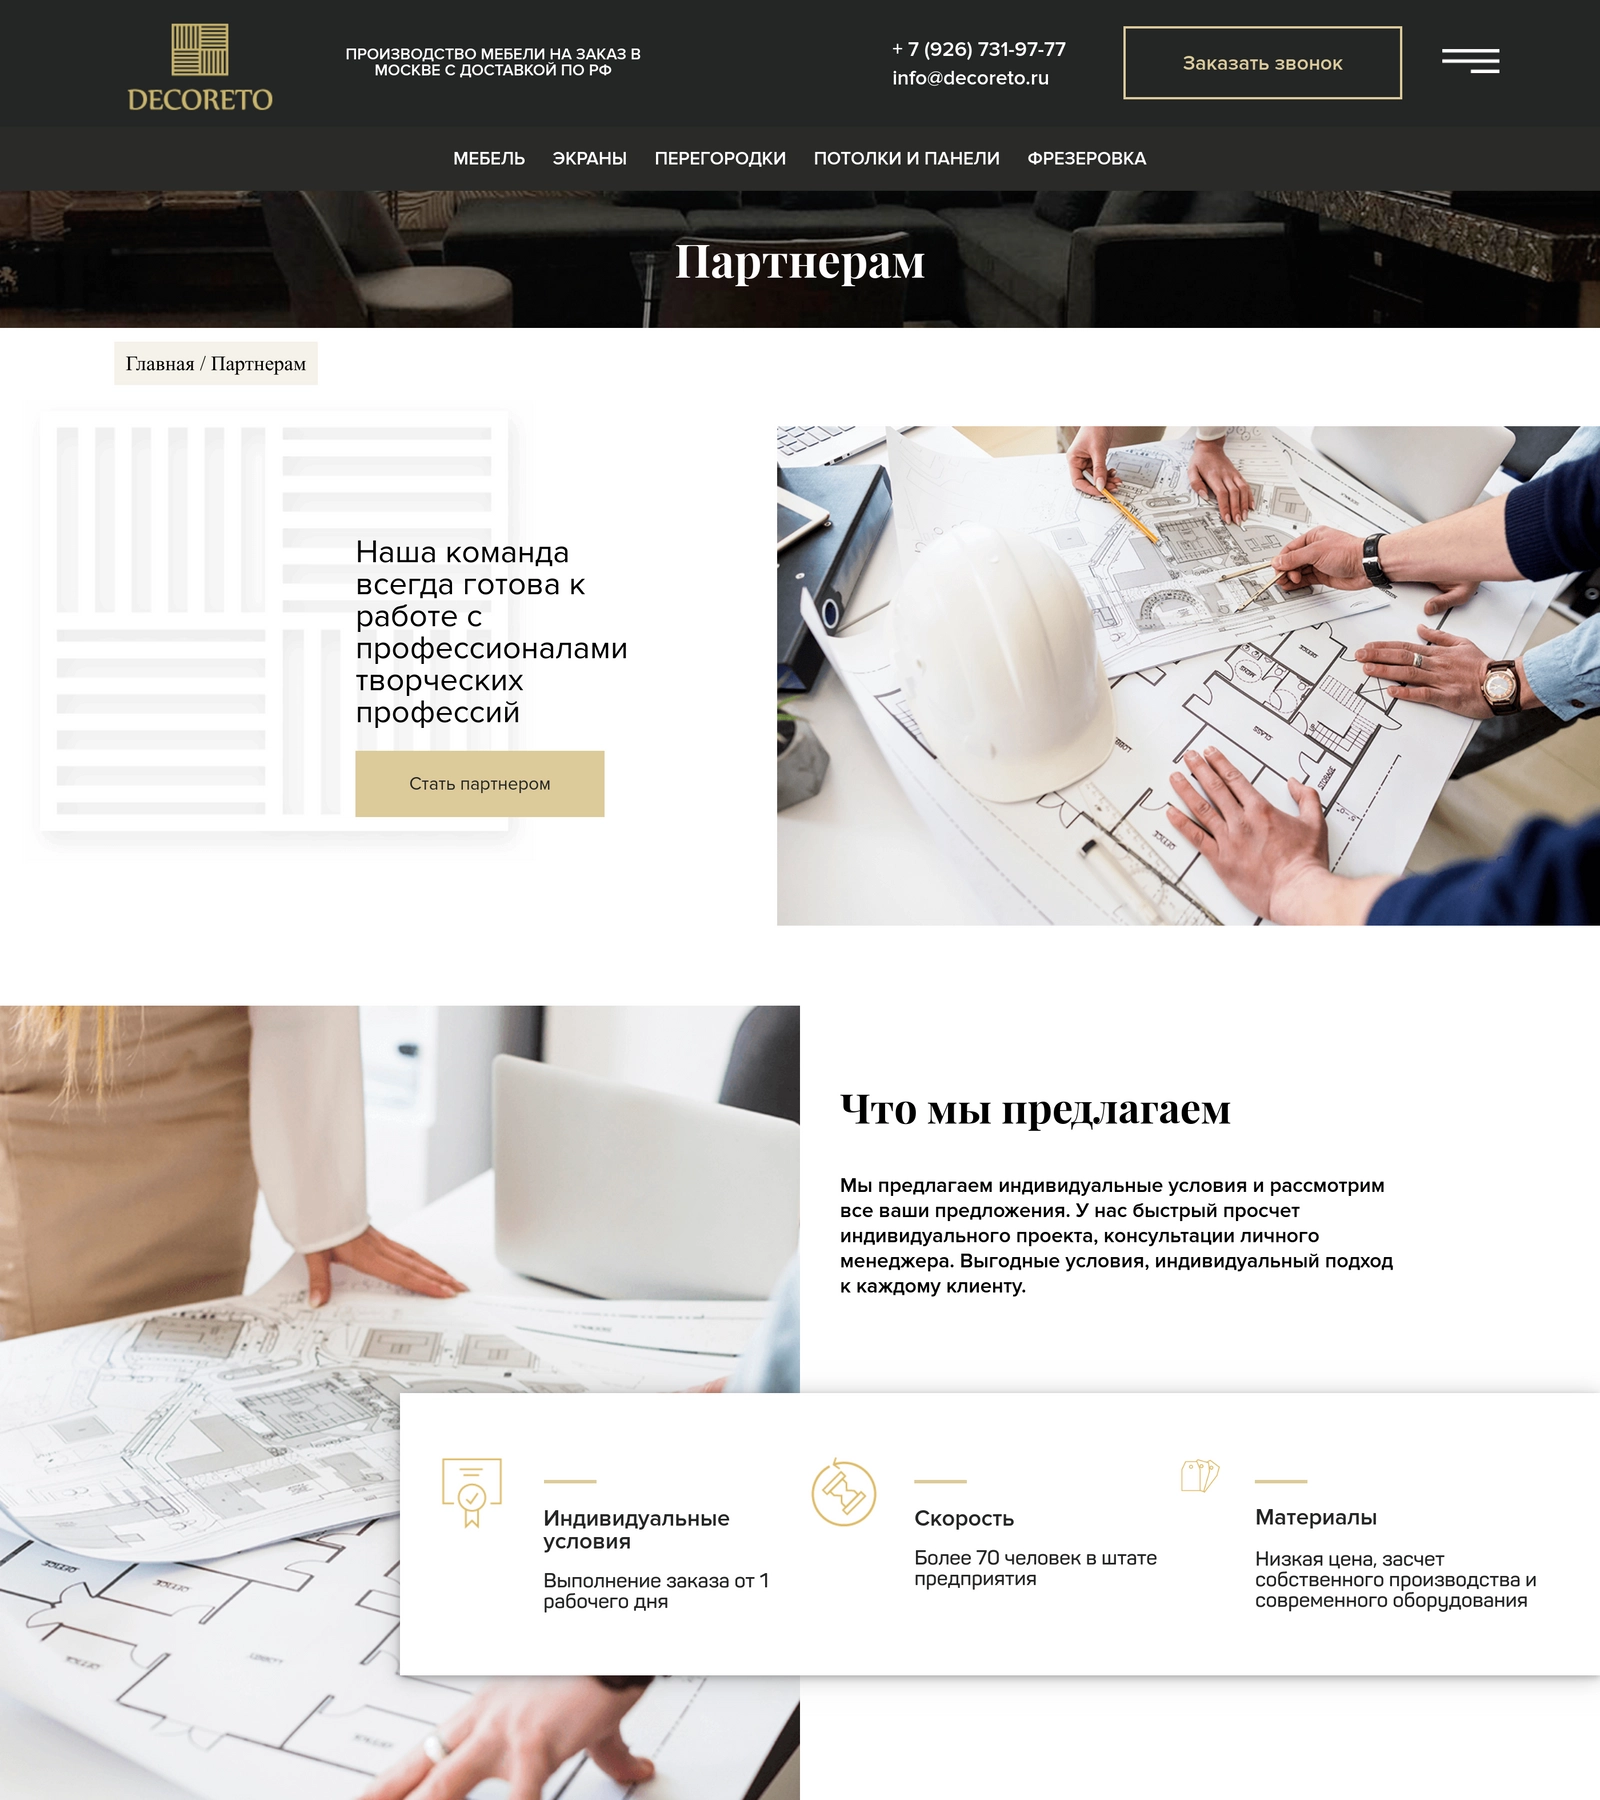 DECORETO
ПРОИЗВОДСТВО МЕБЕЛИ НА ЗАКАЗ В
МОСКВЕ С ДОСТАВКОЙ ПО РФ
+ 7 (926) 731-97-77
info@decoreto.ru
Заказать звонок
МЕБЕЛЬ ЭКРАНЫ ПЕРЕГОРОДКИ ПОТОЛКИ И ПАНЕЛИ ФРЕЗЕРОВКА
Партнерам
Главная / Партнерам
Наша команда
всегда готова к
работе с
профессионалами
творческих
профессий
Стать партнером
Что мы предлагаем
Мы предлагаем индивидуальные условия и рассмотрим
все ваши предложения. У нас быстрый просчет
индивидуального проекта, консультации личного
менеджера. Выгодные условия, индивидуальный подход
к каждому клиенту.
Индивидуальные
условия
Выполнение заказа от 1
рабочего дня
Скорость
Более 70 человек в штате
предприятия
Материалы
Низкая цена, засчет
собственного производства и
современного оборудования